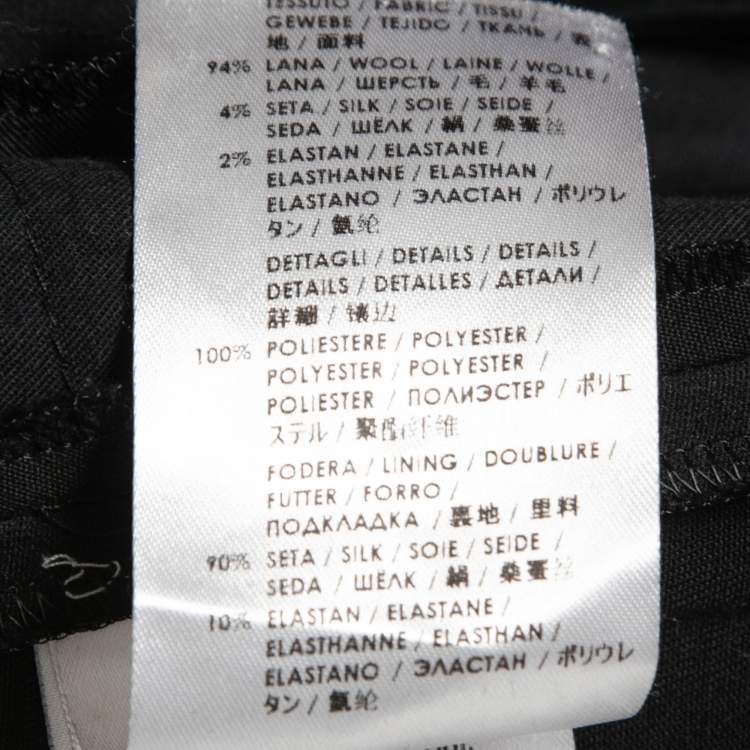 TESSUTO / FABRIC / TISSU /
GEWEBE / TEJIDO / ТКАНЬ / 表
地 / 面料
94% LANA / WOOL / LAINE / WOLLE /
LANA / ШЕРСТЬ / 毛 / 羊毛
4% SETA / SILK / SOIE / SEIDE /
SEDA / ШЁЛК / 絹 / 桑蚕丝
2% ELASTAN / ELASTANE /
ELASTHANNE / ELASTHAN /
ELASTANO / ЭЛАСТАН / ポリウレ
タン / 氨纶
DETTAGLI / DETAILS / DETAILS /
DETAILS / DETALLES / ДЕТАЛИ /
詳細 / 镶边
100% POLIESTERE / POLYESTER /
POLYESTER / POLYESTER /
POLIESTER / ПОЛИЭСТЕР / ポリエ
ステル / 聚酯纤维
FODERA / LINING / DOUBLURE /
FUTTER / FORRO /
ПОДКЛАДКА / 裏地 / 里料
90% SETA / SILK / SOIE / SEIDE /
SEDA / ШЁЛК / 絹 / 桑蚕丝
10% ELASTAN / ELASTANE /
ELASTHANNE / ELASTHAN /
ELASTANO / ЭЛАСТАН / ポリウレ
タン / 氨纶